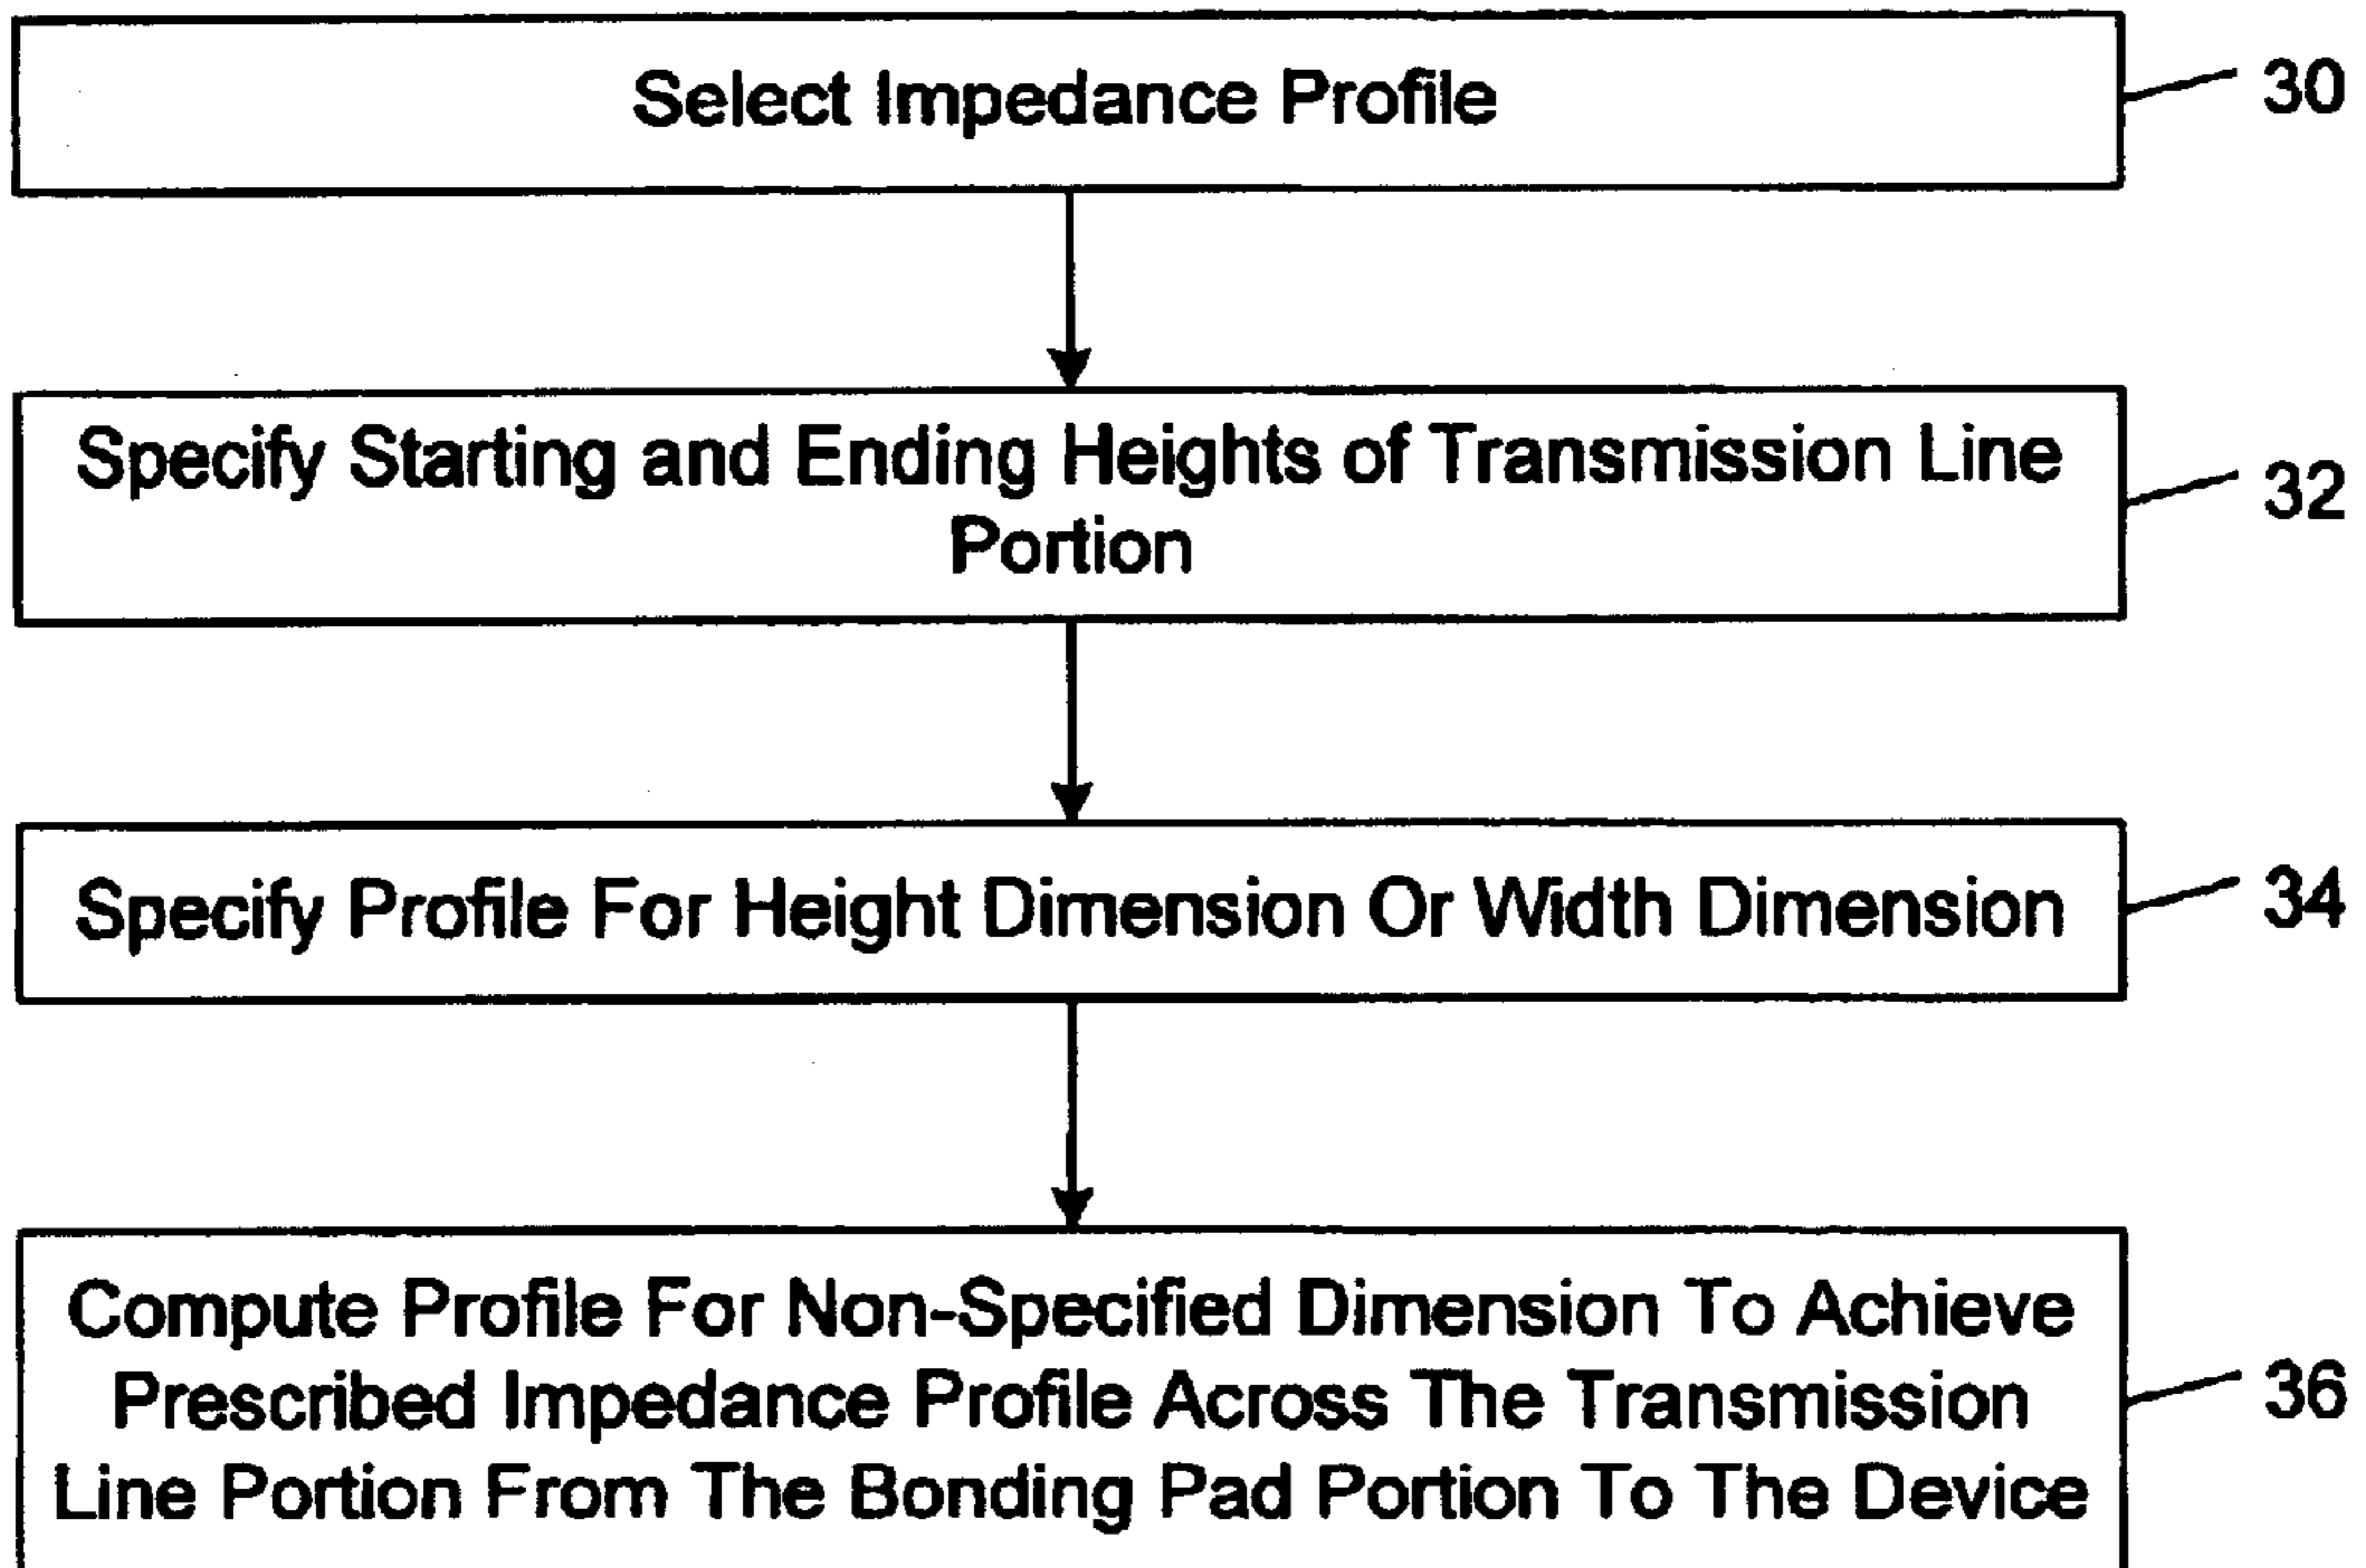 Select Impedance Profile
30
Specify Starting and Ending Heights of Transmission Line
Portion
32
Specify Profile For Height Dimension Or Width Dimension
34
Compute Profile For Non-Specified Dimension To Achieve
Prescribed Impedance Profile Across The Transmission
Line Portion From The Bonding Pad Portion To The Device
36